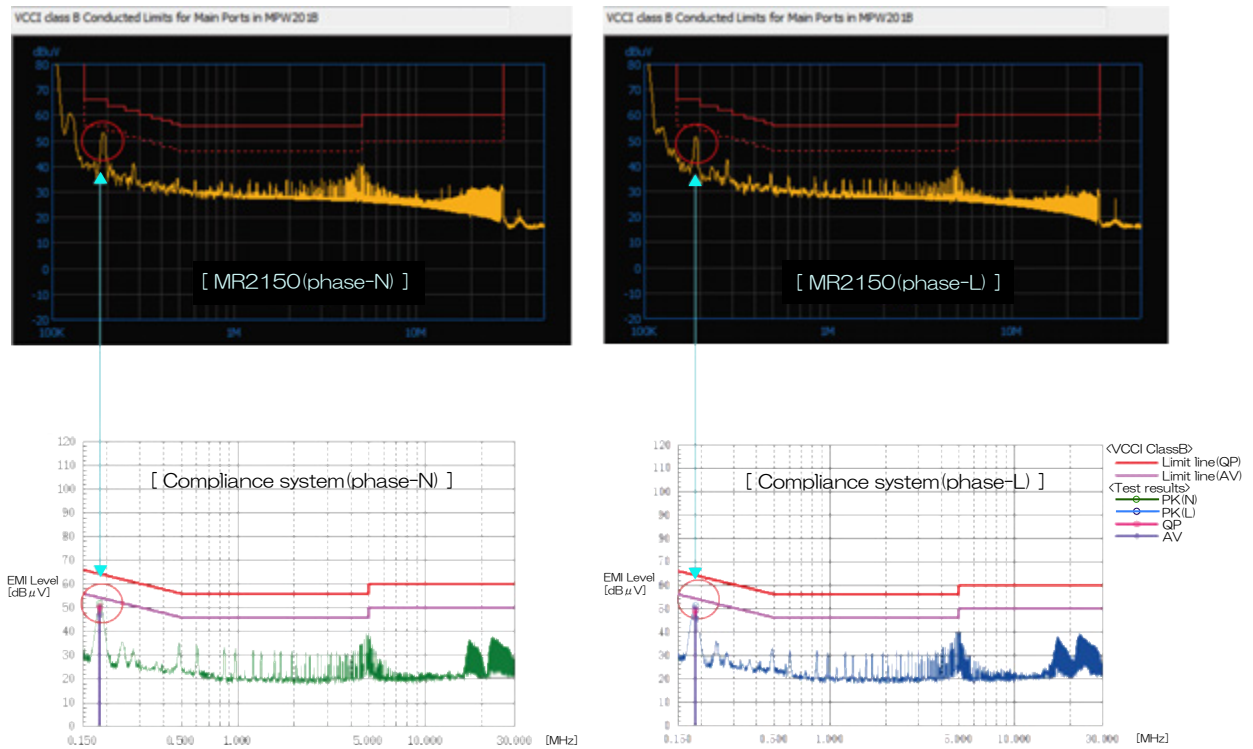 VCCI class B Conducted Limits for Main Ports in MPW201B
VCCI class B Conducted Limits for Main Ports in MPW201B
dBuV
80
70
60
50
40
30
20
10
0
-10
-20
100K
1M
10M
[ MR2150(phase-N) ]
dBuV
80
70
60
50
40
30
20
10
0
-10
-20
100K
1M
10M
[ MR2150(phase-L) ]
120
110
100
90
80
70
60
50
40
30
20
10
0
EMI Level
[dBμV]
[ Compliance system(phase-N) ]
0.150
0.500
1.000
5.000
10.000
30.000
[MHz]
120
110
100
90
80
70
60
50
40
30
20
10
0
EMI Level
[dBμV]
[ Compliance system(phase-L) ]
0.150
0.500
1.000
5.000
10.000
30.000
[MHz]
<VCCI ClassB>
Limit line(QP)
Limit line(AV)
<Test results>
PK(N)
PK(L)
QP
AV